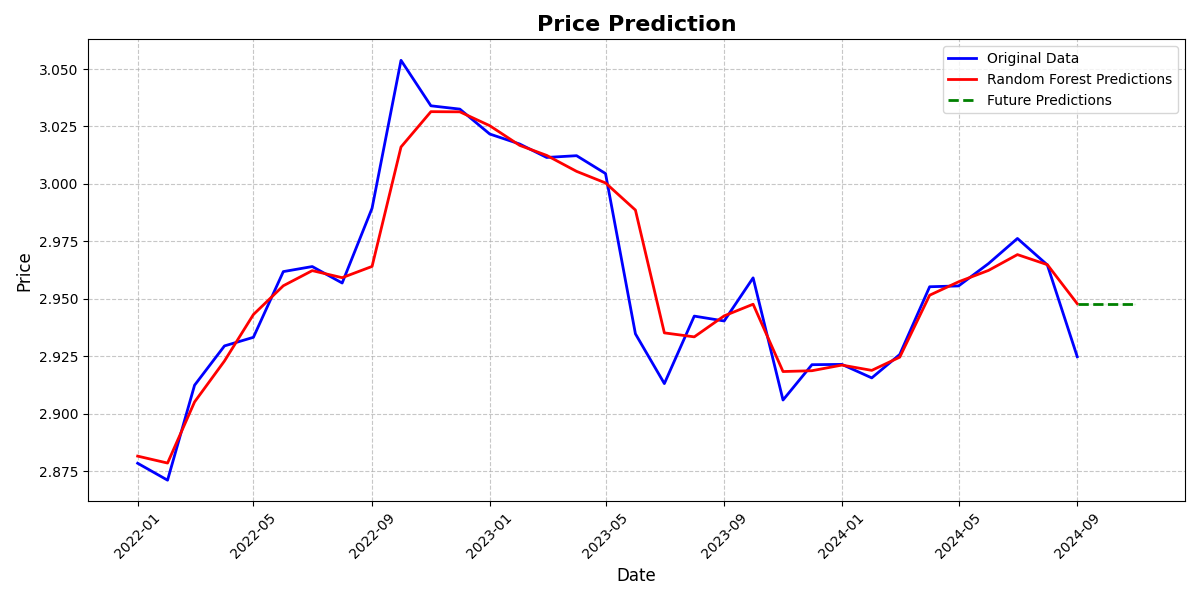 Price Prediction
Original Data
Random Forest Predictions
Future Predictions
Price
3.050
3.025
3.000
2.975
2.950
2.925
2.900
2.875
2022-01
2022-05
2022-09
2023-01
2023-05
2023-09
2024-01
2024-05
2024-09
Date